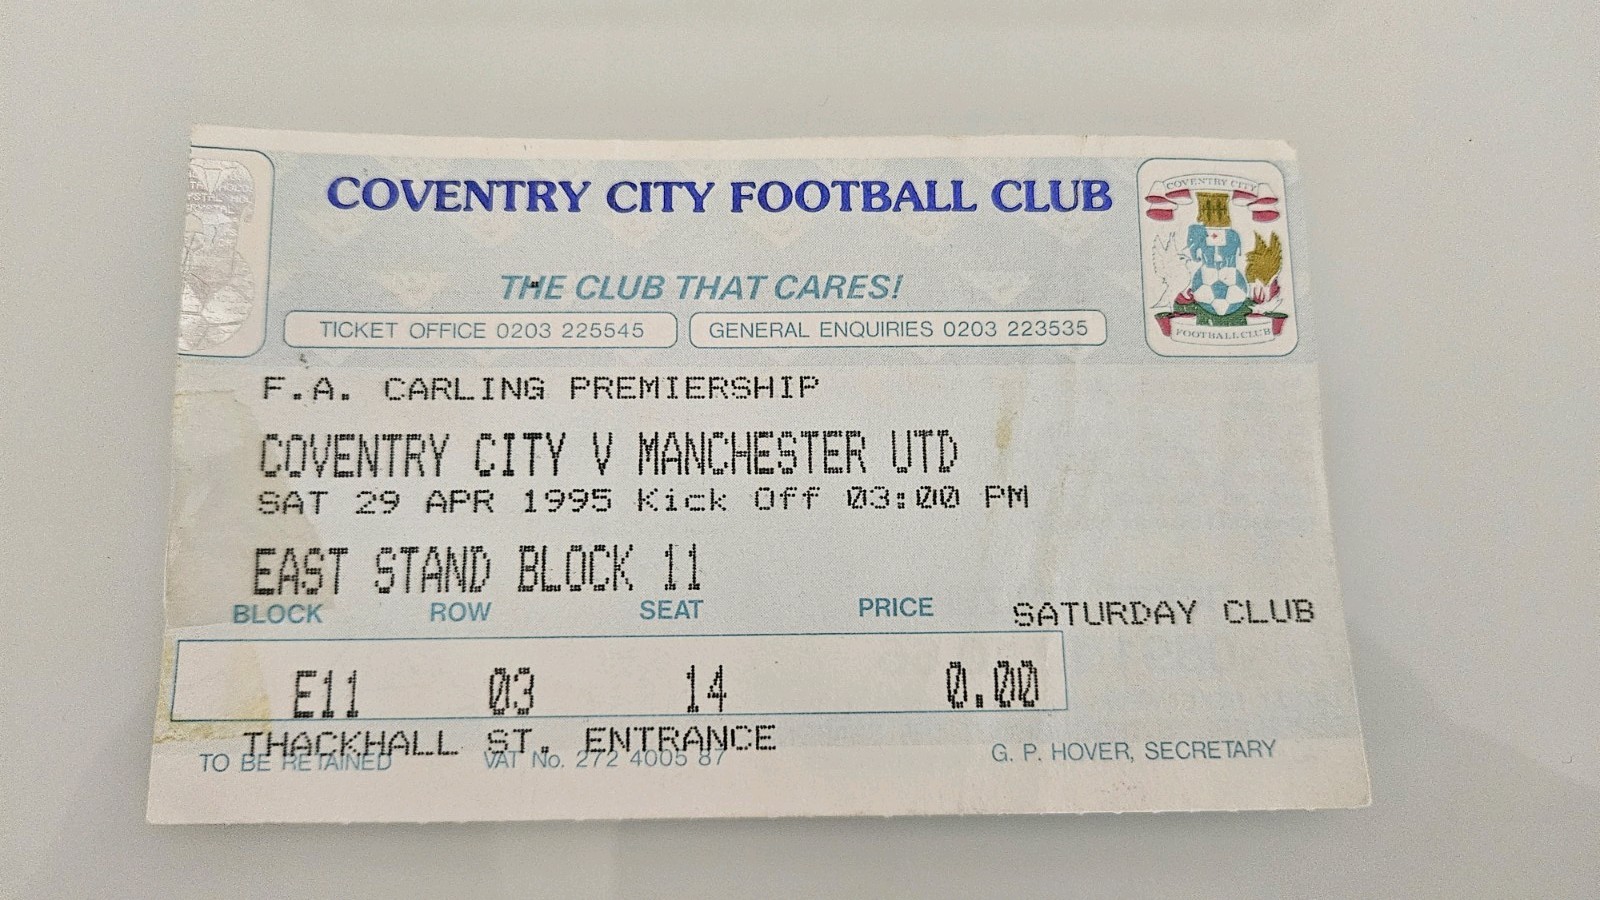 COVENTRY CITY FOOTBALL CLUB
COVENTRY CITY
FOOTBALL CLUB
THE CLUB THAT CARES!
TICKET OFFICE 0203 225545
GENERAL ENQUIRIES 0203 223535
F.A. CARLING PREMIERSHIP
COVENTRY CITY V MANCHESTER UTD
SAT 29 APR 1995 Kick Off 03:00 PM
EAST STAND BLOCK 11
BLOCK ROW SEAT PRICE SATURDAY CLUB
E11 03 14 0.00
THACKHALL ST. ENTRANCE
TO BE RETAINED VAT No. 272 4005 87 G. P. HOVER, SECRETARY